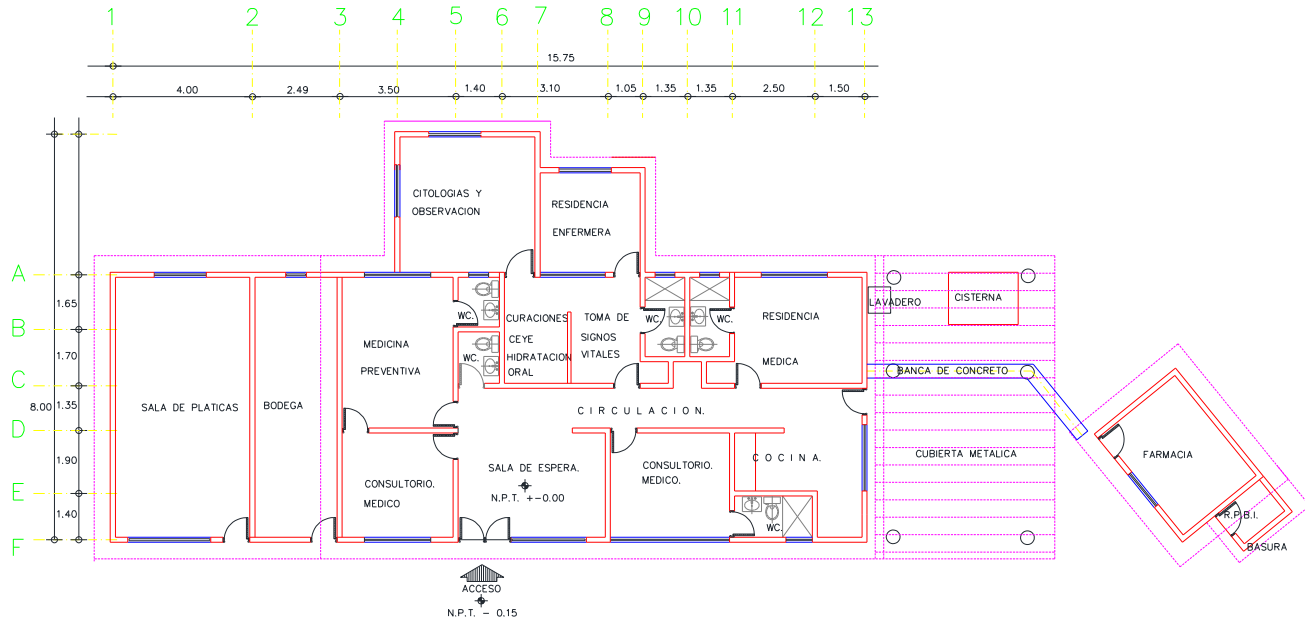 1 2 3 4 5 6 7 8 9 10 11 12 13
15.75
4.00 2.49 3.50 1.40 3.10 1.05 1.35 1.35 2.50 1.50
CITOLOGIAS Y
OBSERVACION
RESIDENCIA
ENFERMERA
A
B
C
D
E
F
1.65
1.70
1.35
1.90
1.40
8.00
SALA DE PLATICAS
BODEGA
MEDICINA
PREVENTIVA
WC.
WC.
CURACIONES
CEYE
HIDRATACION
ORAL
TOMA DE
SIGNOS
VITALES
WC.
WC.
RESIDENCIA
MEDICA
LAVADERO
CISTERNA
BANCA DE CONCRETO
CIRCULACION.
CONSULTORIO.
MEDICO
SALA DE ESPERA.
N.P.T. +-0.00
CONSULTORIO.
MEDICO.
COCINA.
WC.
CUBIERTA METALICA
FARMACIA
R.P.B.I.
BASURA
ACCESO
N.P.T. - 0.15